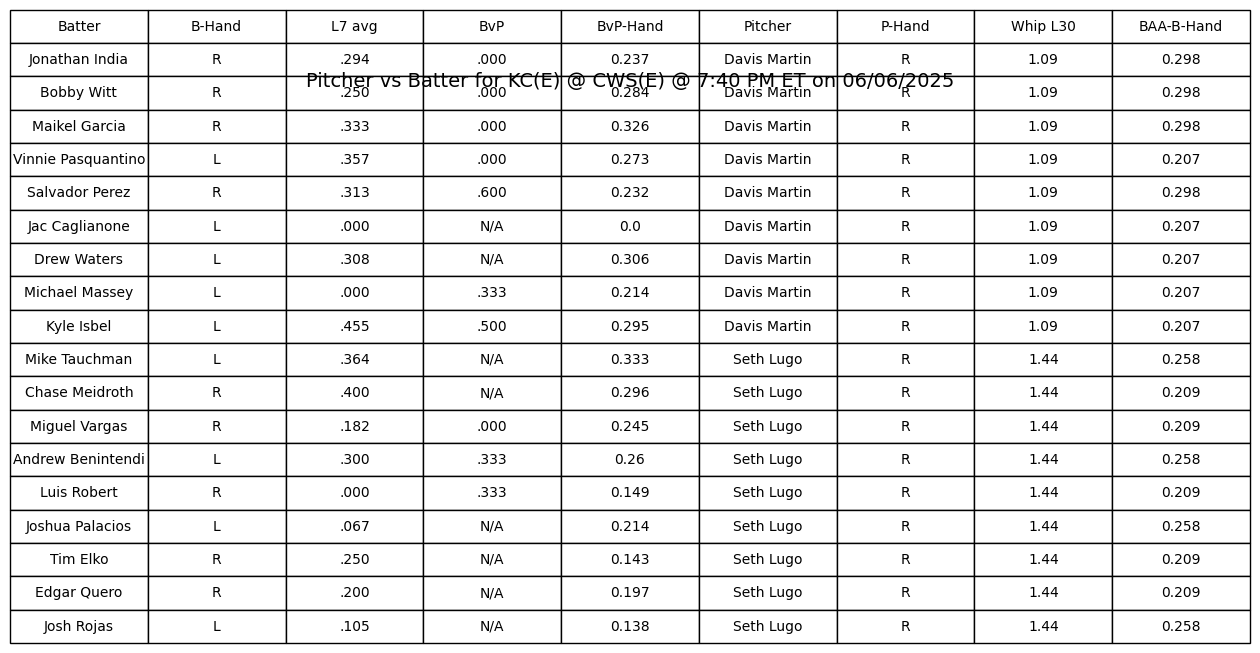 Batter B-Hand L7 avg BvP BvP-Hand Pitcher P-Hand Whip L30 BAA-B-Hand
Jonathan India R .294 .000 0.237 Davis Martin R 1.09 0.298
Pitcher vs Batter for KC(E) @ CWS(E) @ 7:40 PM ET on 06/06/2025
Bobby Witt R .250 .000 0.284 Davis Martin R 1.09 0.298
Maikel Garcia R .333 .000 0.326 Davis Martin R 1.09 0.298
Vinnie Pasquantino L .357 .000 0.273 Davis Martin R 1.09 0.207
Salvador Perez R .313 .600 0.232 Davis Martin R 1.09 0.298
Jac Caglianone L .000 N/A 0.0 Davis Martin R 1.09 0.207
Drew Waters L .308 N/A 0.306 Davis Martin R 1.09 0.207
Michael Massey L .000 .333 0.214 Davis Martin R 1.09 0.207
Kyle Isbel L .455 .500 0.295 Davis Martin R 1.09 0.207
Mike Tauchman L .364 N/A 0.333 Seth Lugo R 1.44 0.258
Chase Meidroth R .400 N/A 0.296 Seth Lugo R 1.44 0.209
Miguel Vargas R .182 .000 0.245 Seth Lugo R 1.44 0.209
Andrew Benintendi L .300 .333 0.26 Seth Lugo R 1.44 0.258
Luis Robert R .000 .333 0.149 Seth Lugo R 1.44 0.209
Joshua Palacios L .067 N/A 0.214 Seth Lugo R 1.44 0.258
Tim Elko R .250 N/A 0.143 Seth Lugo R 1.44 0.209
Edgar Quero R .200 N/A 0.197 Seth Lugo R 1.44 0.209
Josh Rojas L .105 N/A 0.138 Seth Lugo R 1.44 0.258